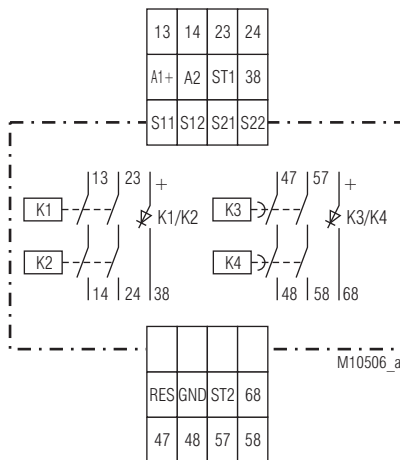 13 14 23 24
A1+ A2 ST1 38
S11 S12 S21 S22
13 23 + 47 57 +
K1 K1/K2 K3 K3/K4
K2 K4
14 24 38 48 58 68
M10506_a
RES GND ST2 68
47 48 57 58